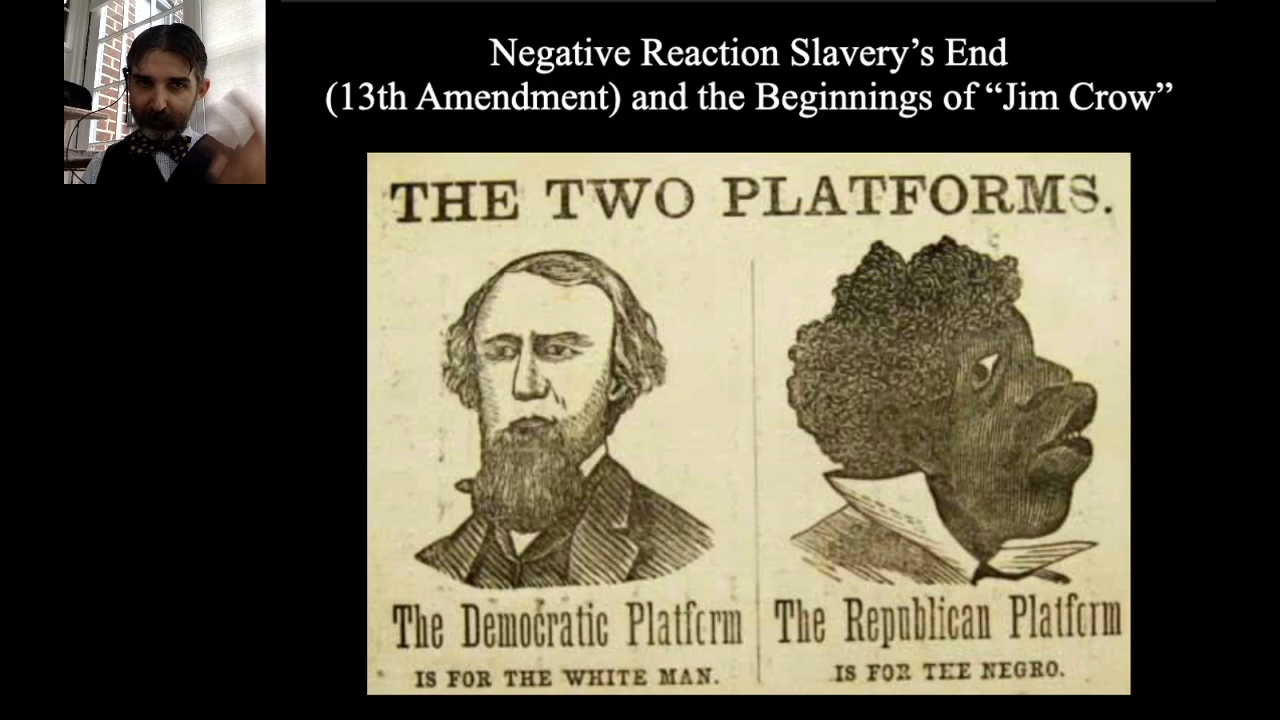 Negative Reaction Slavery’s End
(13th Amendment) and the Beginnings of “Jim Crow”
THE TWO PLATFORMS.
The Democratic Platform
IS FOR THE WHITE MAN.
The Republican Platform
IS FOR THE NEGRO.